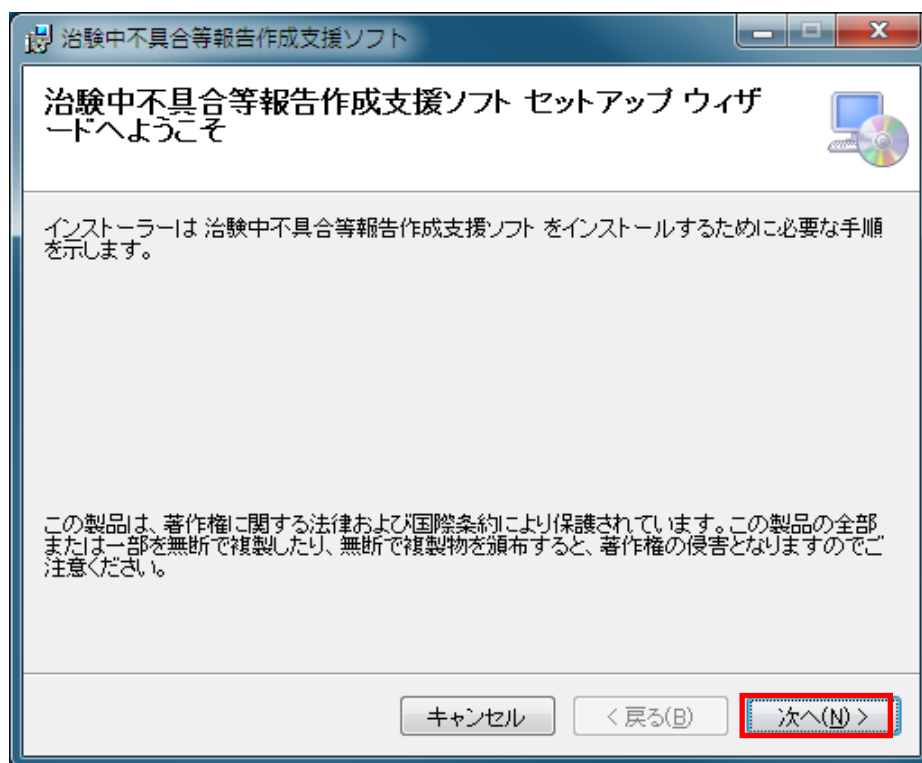 治験中不具合等報告作成支援ソフト
治験中不具合等報告作成支援ソフト セットアップ ウィザ
ードへようこそ
インストーラーは 治験中不具合等報告作成支援ソフト をインストールするために必要な手順
を示します。
この製品は、著作権に関する法律および国際条約により保護されています。この製品の全部
または一部を無断で複製したり、無断で複製物を頒布すると、著作権の侵害となりますのでご
注意ください。
キャンセル
< 戻る(B)
次へ(N) >